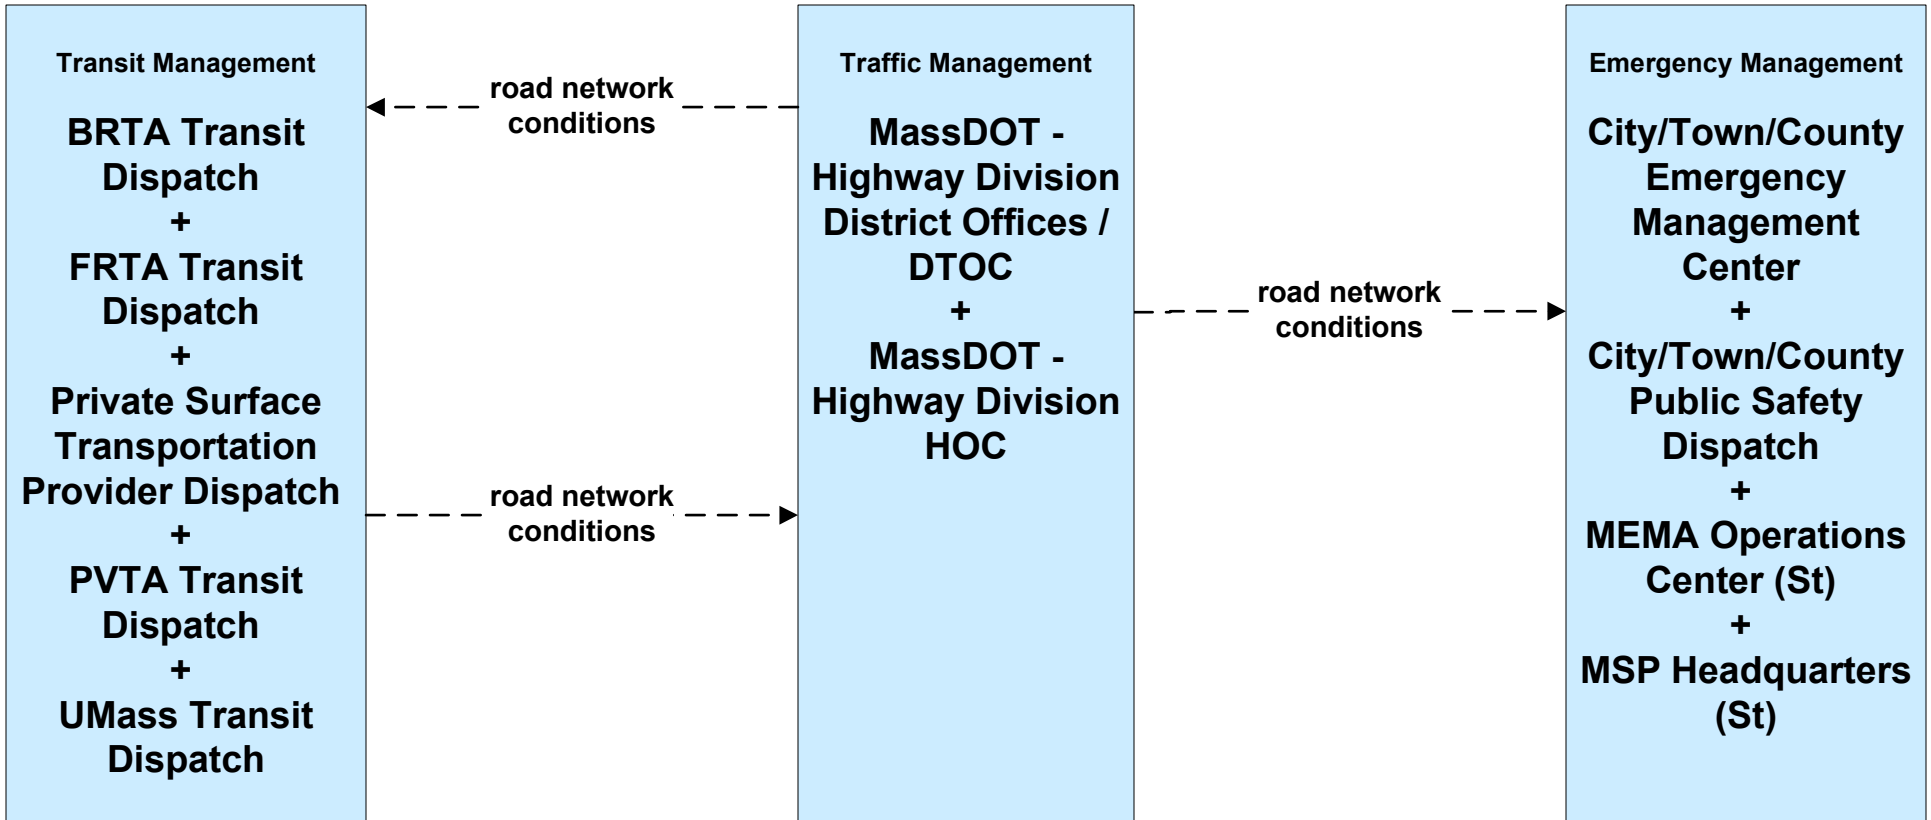 Transit Management
BRTA Transit
Dispatch
+
FRTA Transit
Dispatch
+
Private Surface
Transportation
Provider Dispatch
+
PVTA Transit
Dispatch
+
UMass Transit
Dispatch
road network
conditions
road network
conditions
Traffic Management
MassDOT -
Highway Division
District Offices /
DTOC
+
MassDOT -
Highway Division
HOC
road network
conditions
Emergency Management
City/Town/County
Emergency
Management
Center
+
City/Town/County
Public Safety
Dispatch
+
MEMA Operations
Center (St)
+
MSP Headquarters
(St)